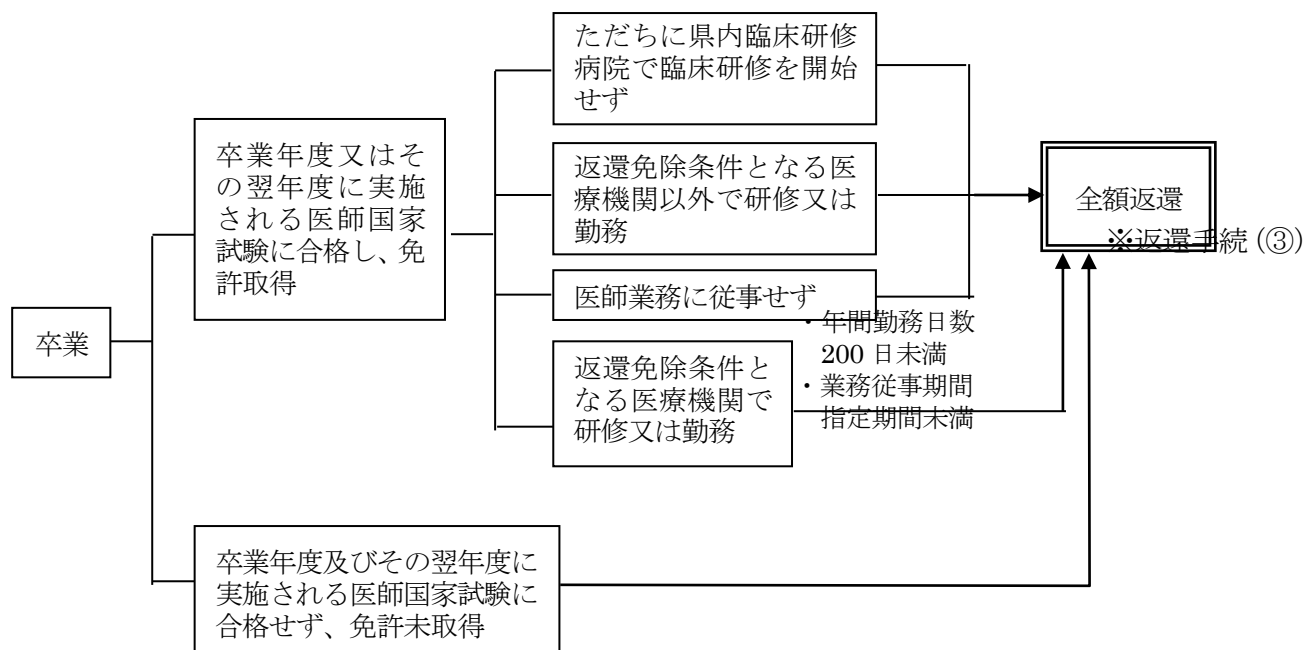 ただちに県内臨床研修
病院で臨床研修を開始
せず
卒業年度又はそ
の翌年度に実施
される医師国家
試験に合格し、免
許取得
返還免除条件となる医
療機関以外で研修又は
勤務
全額返還
※返還手続(③)
医師業務に従事せず
卒業
・年間勤務日数
200日未満
・業務従事期間
指定期間未満
返還免除条件と
なる医療機関で
研修又は勤務
卒業年度及びその翌年度に
実施される医師国家試験に
合格せず、免許未取得